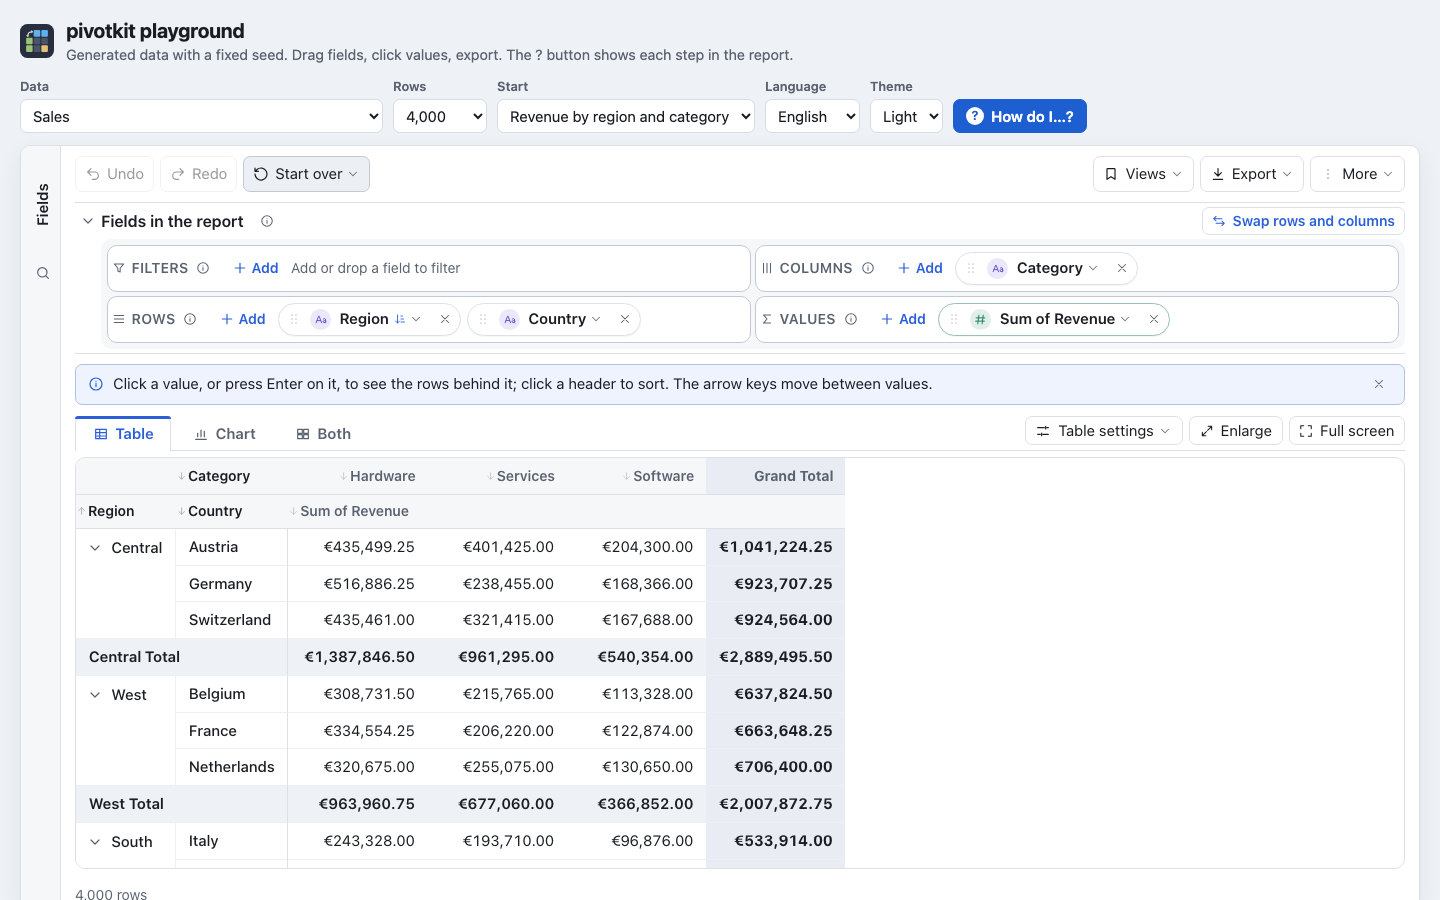 pivotkit playground
Generated data with a fixed seed. Drag fields, click values, export. The ? button shows each step in the report.
Data Rows Start Language Theme
Sales 4,000 Revenue by region and category English Light ? How do I...?
Fields
Undo Redo Start over Views Export More
Fields in the report Swap rows and columns
FILTERS Add Add or drop a field to filter
COLUMNS Add Aa Category
ROWS Add Aa Region Aa Country
VALUES Add # Sum of Revenue
Click a value, or press Enter on it, to see the rows behind it; click a header to sort. The arrow keys move between values.
Table Chart Both Table settings Enlarge Full screen
Category Hardware Services Software Grand Total
Region Country Sum of Revenue
Central Austria €435,499.25 €401,425.00 €204,300.00 €1,041,224.25
Germany €516,886.25 €238,455.00 €168,366.00 €923,707.25
Switzerland €435,461.00 €321,415.00 €167,688.00 €924,564.00
Central Total €1,387,846.50 €961,295.00 €540,354.00 €2,889,495.50
West Belgium €308,731.50 €215,765.00 €113,328.00 €637,824.50
France €334,554.25 €206,220.00 €122,874.00 €663,648.25
Netherlands €320,675.00 €255,075.00 €130,650.00 €706,400.00
West Total €963,960.75 €677,060.00 €366,852.00 €2,007,872.75
South Italy €243,328.00 €193,710.00 €96,876.00 €533,914.00
4,000 rows